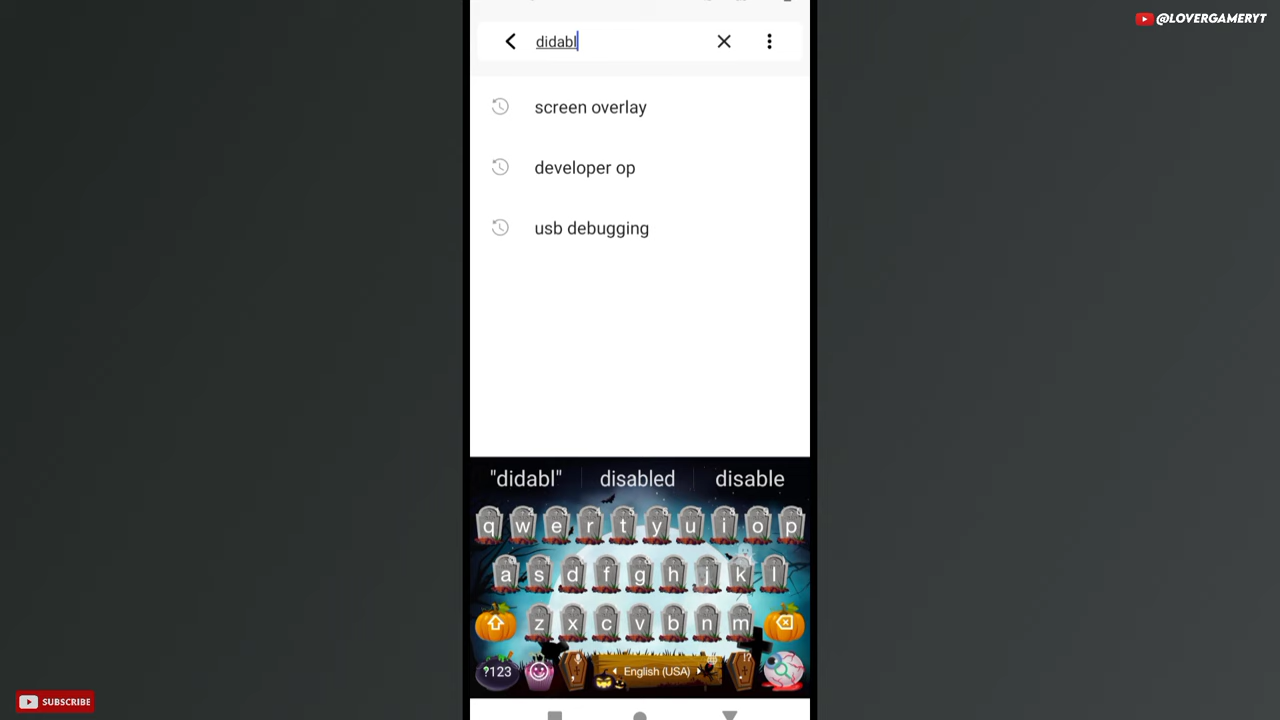 @LOVERGAMERYT
didabl
screen overlay
developer op
usb debugging
"didabl" disabled disable
q w e r t y u i o p
a s d f g h j k l
z x c v b n m
?123 , English (USA) . !?
SUBSCRIBE